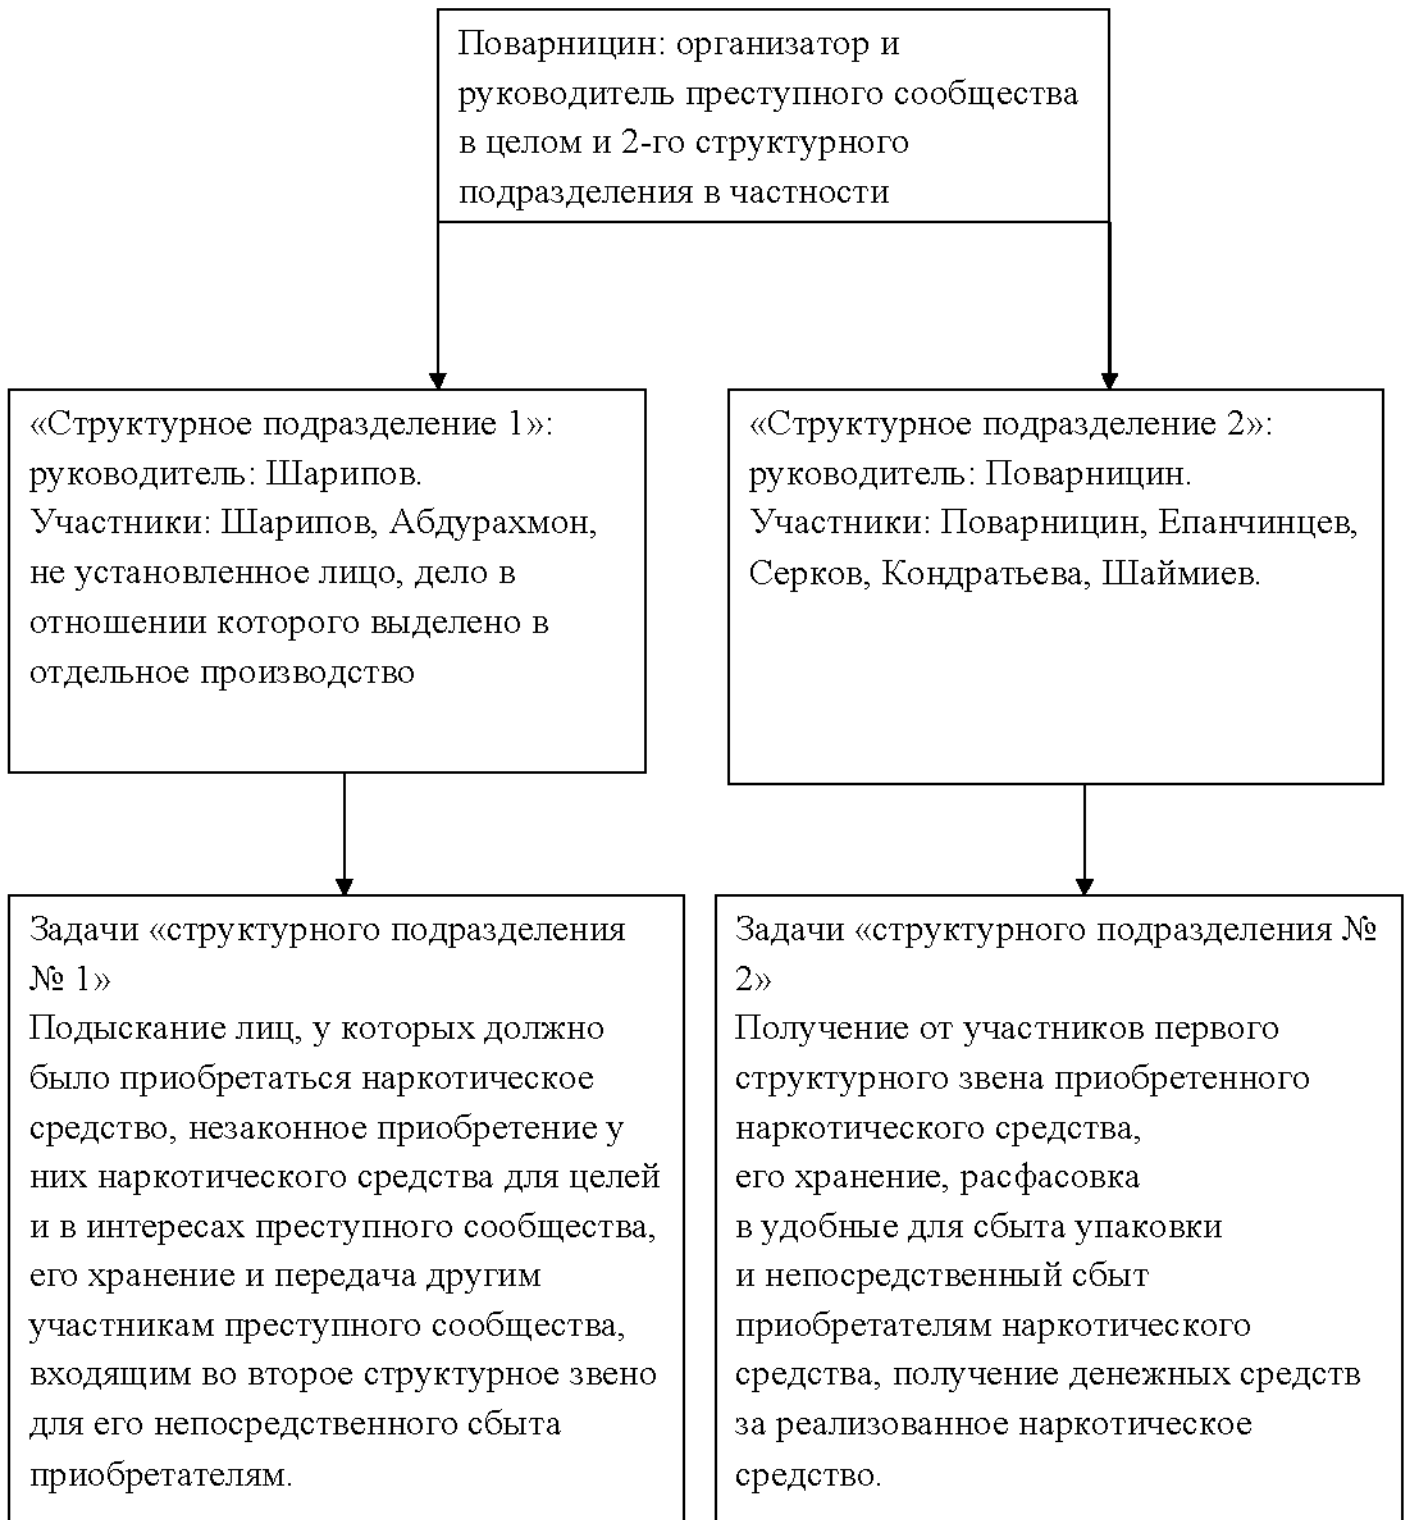 Поварницин: организатор и
руководитель преступного сообщества
в целом и 2-го структурного
подразделения в частности
«Структурное подразделение 1»:
руководитель: Шарипов.
Участники: Шарипов, Абдурахмон,
не установленное лицо, дело в
отношении которого выделено в
отдельное производство
«Структурное подразделение 2»:
руководитель: Поварницин.
Участники: Поварницин, Епанчинцев,
Серков, Кондратьева, Шаймиев.
Задачи «структурного подразделения
№ 1»
Подыскание лиц, у которых должно
было приобретаться наркотическое
средство, незаконное приобретение у
них наркотического средства для целей
и в интересах преступного сообщества,
его хранение и передача другим
участникам преступного сообщества,
входящим во второе структурное звено
для его непосредственного сбыта
приобретателям.
Задачи «структурного подразделения №
2»
Получение от участников первого
структурного звена приобретенного
наркотического средства,
его хранение, расфасовка
в удобные для сбыта упаковки
и непосредственный сбыт
приобретателям наркотического
средства, получение денежных средств
за реализованное наркотическое
средство.